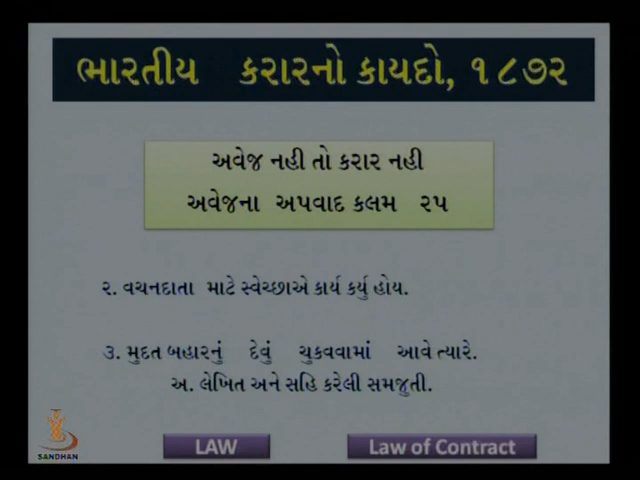 ભારતીય કરારનો કાયદો, ૧૮૭૨
અવેજ નહી તો કરાર નહી
અવેજના અપવાદ કલમ ૨૫
૨. વચનદાતા માટે સ્વેચ્છાએ કાર્ય કર્યુ હોય.
૩. મુદત બહારનું દેવું ચુકવવામાં આવે ત્યારે.
અ. લેખિત અને સહિ કરેલી સમજુતી.
SANDHAN
LAW
Law of Contract